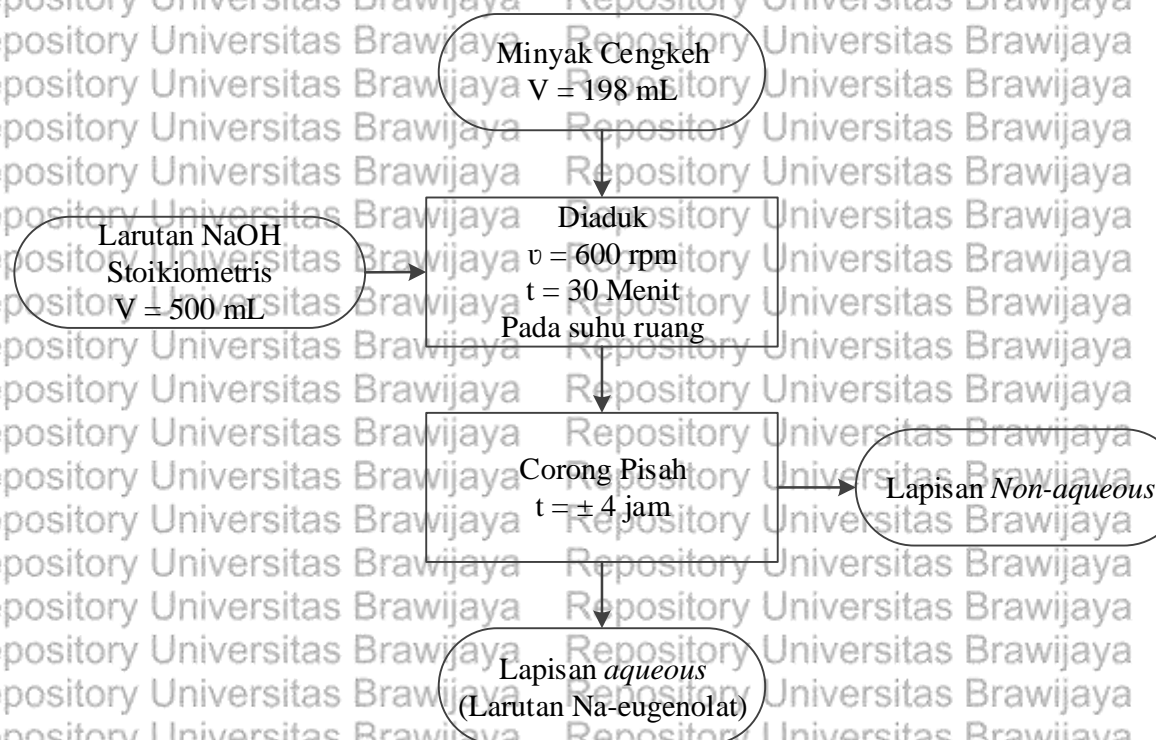 Minyak Cengkeh
V = 198 mL
Larutan NaOH
Stoikiometris
V = 500 mL
Diaduk
υ = 600 rpm
t = 30 Menit
Pada suhu ruang
Corong Pisah
t = ± 4 jam
Lapisan Non-aqueous
Lapisan aqueous
(Larutan Na-eugenolat)
Repository Universitas Brawijaya